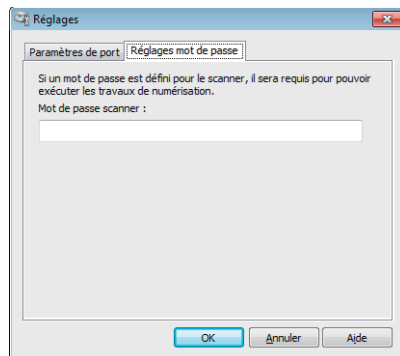 Réglages
Paramètres de port
Réglages mot de passe
Si un mot de passe est défini pour le scanner, il sera requis pour pouvoir
exécuter les travaux de numérisation.
Mot de passe scanner :
OK
Annuler
Aide